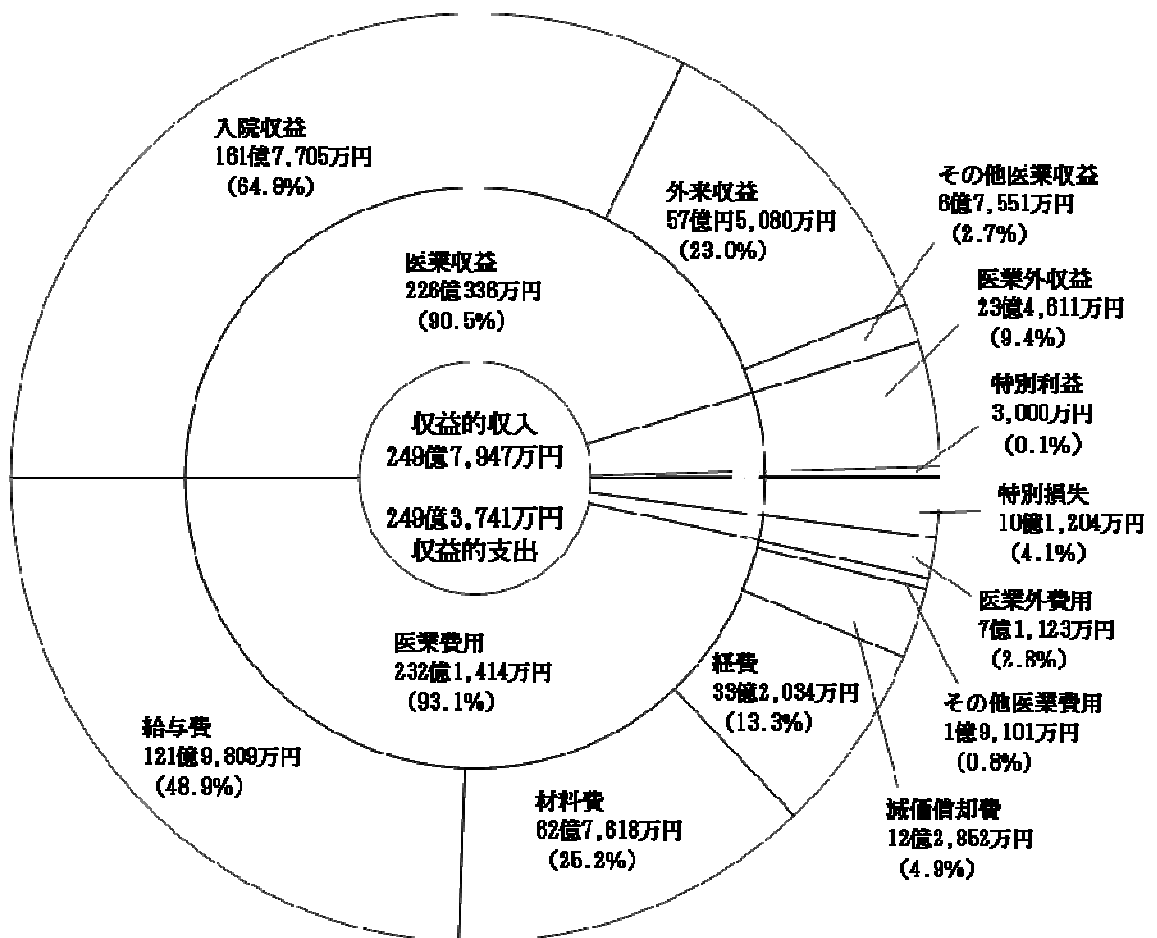 入院収益
161億7,705万円
(64.8%)
外来収益
57億円5,080万円
(23.0%)
その他医業収益
6億7,551万円
(2.7%)
医業外収益
23億4,611万円
(9.4%)
特別利益
3,000万円
(0.1%)
医業収益
226億336万円
(90.5%)
収益的収入
249億7,947万円
249億3,741万円
収益的支出
特別損失
10億1,204万円
(4.1%)
医業外費用
7億1,123万円
(2.8%)
その他医業費用
1億9,101万円
(0.8%)
減価償却費
12億2,852万円
(4.9%)
医業費用
232億1,414万円
(93.1%)
経費
33億2,034万円
(13.3%)
給与費
121億9,809万円
(48.9%)
材料費
62億7,618万円
(25.2%)